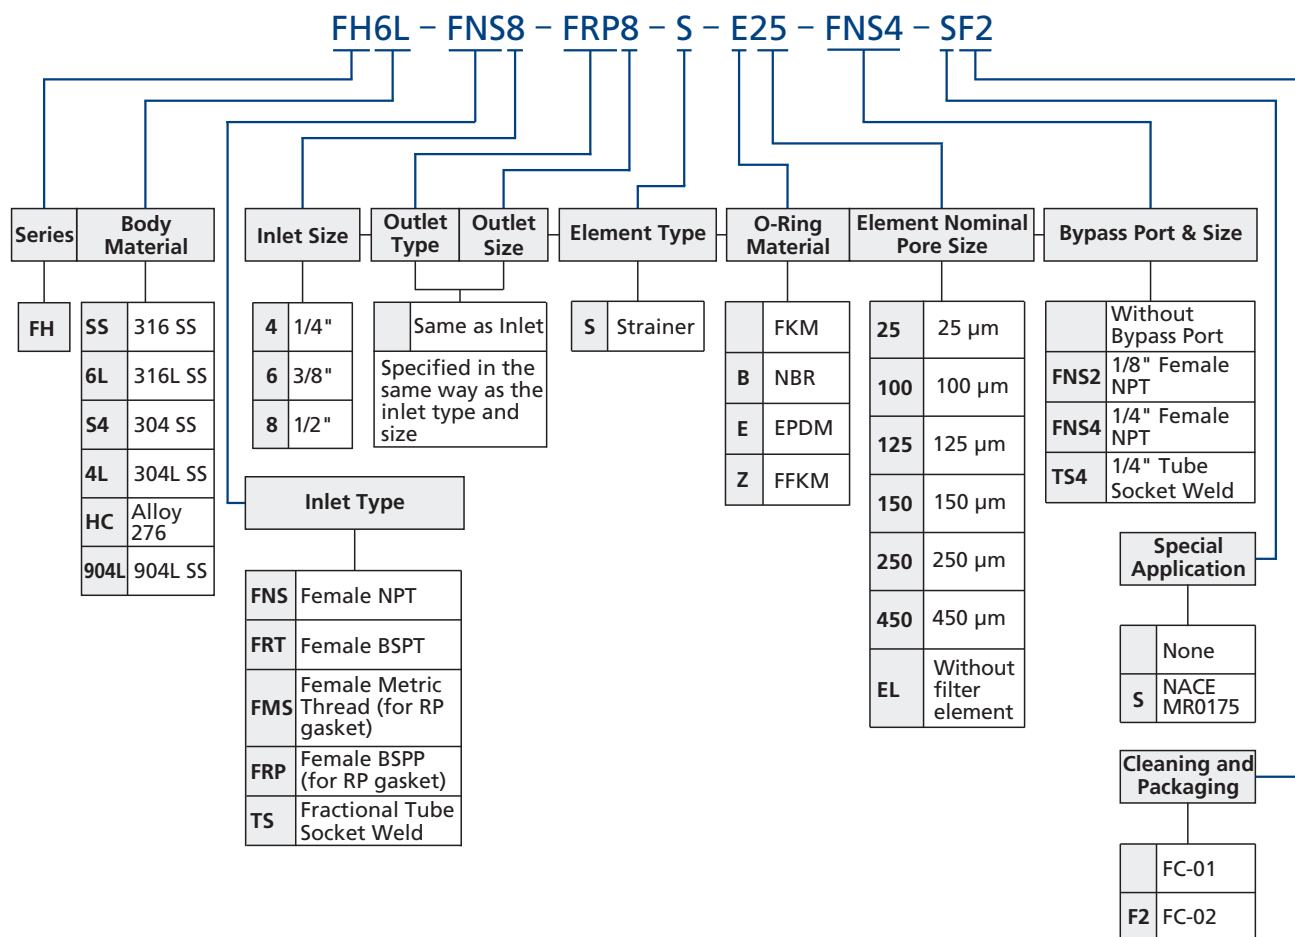 FH6L – FNS8 – FRP8 – S – E25 – FNS4 – SF2
Series
FH
Body
Material
SS 316 SS
6L 316L SS
S4 304 SS
4L 304L SS
HC Alloy
276
904L 904L SS
Inlet Size
4 1/4"
6 3/8"
8 1/2"
Inlet Type
FNS Female NPT
FRT Female BSPT
FMS Female Metric
Thread (for RP
gasket)
FRP Female BSPP
(for RP gasket)
TS Fractional Tube
Socket Weld
Outlet
Type
Outlet
Size
Same as Inlet
Specified in the
same way as the
inlet type and
size
Element Type
S Strainer
O-Ring
Material
FKM
B NBR
E EPDM
Z FFKM
Element Nominal
Pore Size
25 25 µm
100 100 µm
125 125 µm
150 150 µm
250 250 µm
450 450 µm
EL Without
filter
element
Bypass Port & Size
Without
Bypass Port
FNS2 1/8" Female
NPT
FNS4 1/4" Female
NPT
TS4 1/4" Tube
Socket Weld
Special
Application
None
S NACE
MR0175
Cleaning and
Packaging
FC-01
F2 FC-02